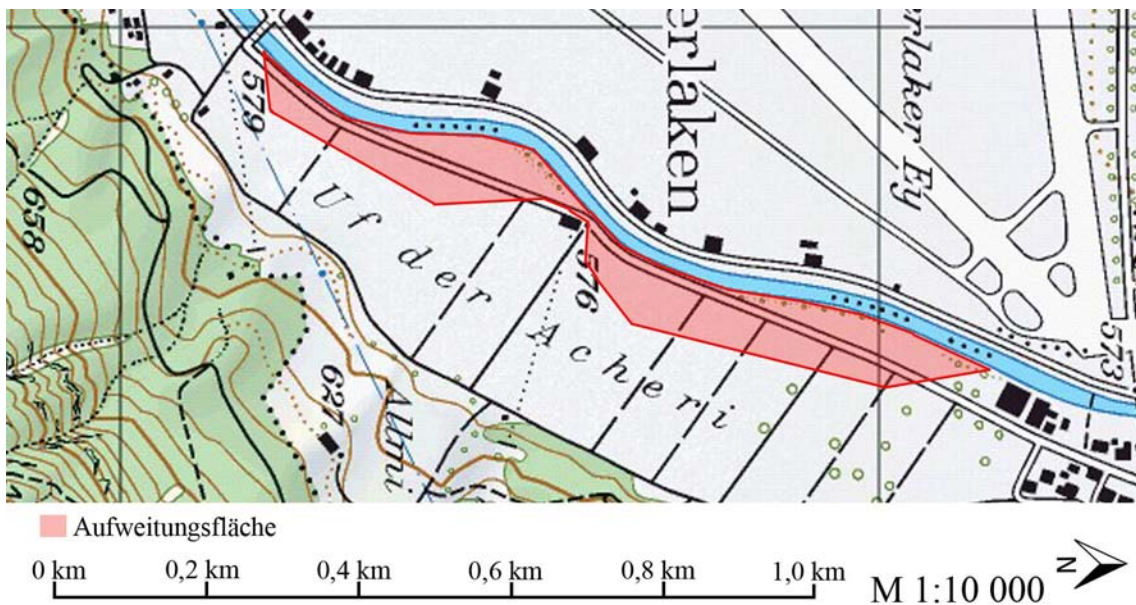 erlaken
erlaker Ey
579
658
Uf der
Acheri
576
573
627
Allmi
Aufweitungsfläche
0 km 0,2 km 0,4 km 0,6 km 0,8 km 1,0 km
M 1:10 000
N